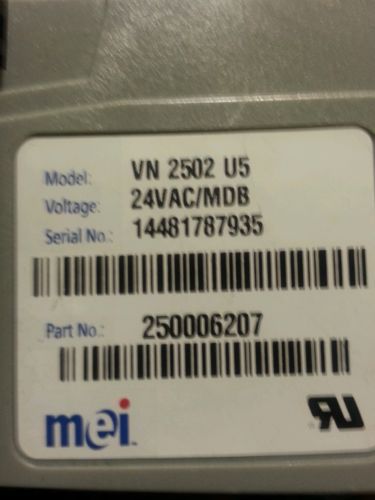 Model: VN 2502 U5
Voltage: 24VAC/MDB
Serial No.: 14481787935
Part No.: 250006207
mei